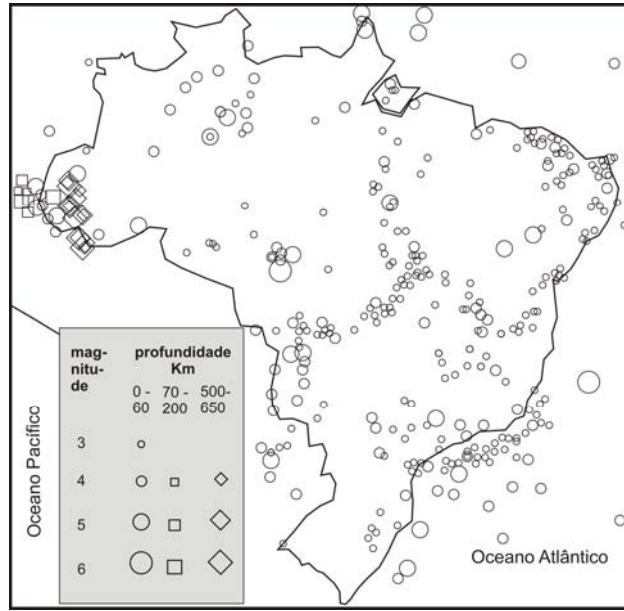 mag-
nitu-
de
profundidade
Km
0 -
60
70 -
200
500-
650
3
4
5
6
Oceano Pacífico
Oceano Atlântico